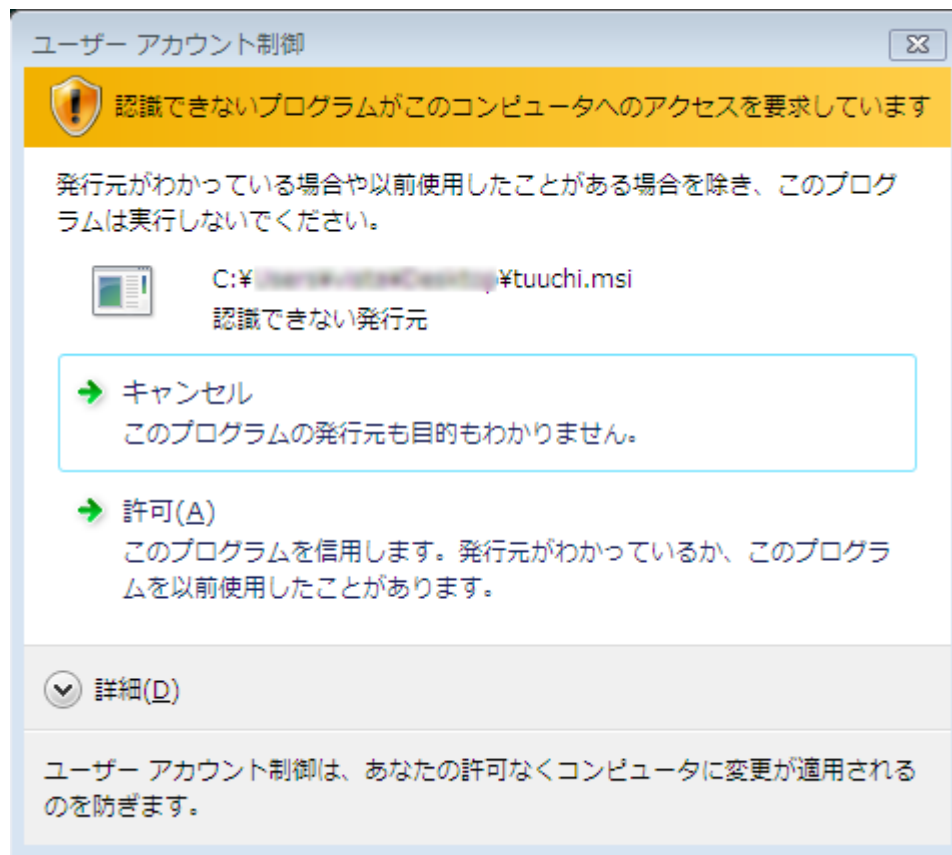 ユーザー アカウント制御
認識できないプログラムがこのコンピュータへのアクセスを要求しています
発行元がわかっている場合や以前使用したことがある場合を除き、このプログ
ラムは実行しないでください。
C:¥ ¥tuuchi.msi
認識できない発行元
キャンセル
このプログラムの発行元も目的もわかりません。
許可(A)
このプログラムを信用します。発行元がわかっているか、このプログラ
ムを以前使用したことがあります。
詳細(D)
ユーザー アカウント制御は、あなたの許可なくコンピュータに変更が適用される
のを防ぎます。